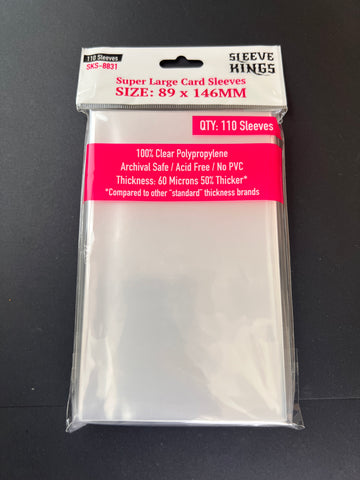 110 Sleeves
SKS-8831
SLEEVE
KINGS
Super Large Card Sleeves
SIZE: 89 x 146MM
QTY: 110 Sleeves
100% Clear Polypropylene
Archival Safe / Acid Free / No PVC
Thickness: 60 Microns 50% Thicker*
*Compared to other "standard" thickness brands